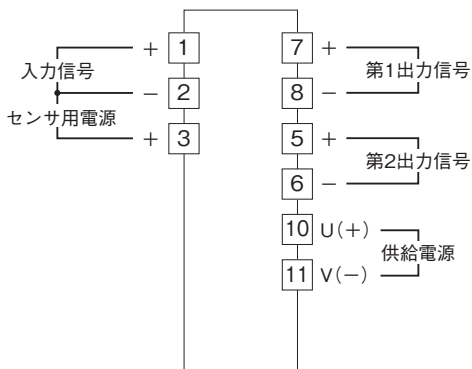 + 1
入力信号
− 2
センサ用電源
+ 3
7 +
第1出力信号
8 −
5 +
第2出力信号
6 −
10 U(+)
供給電源
11 V(−)